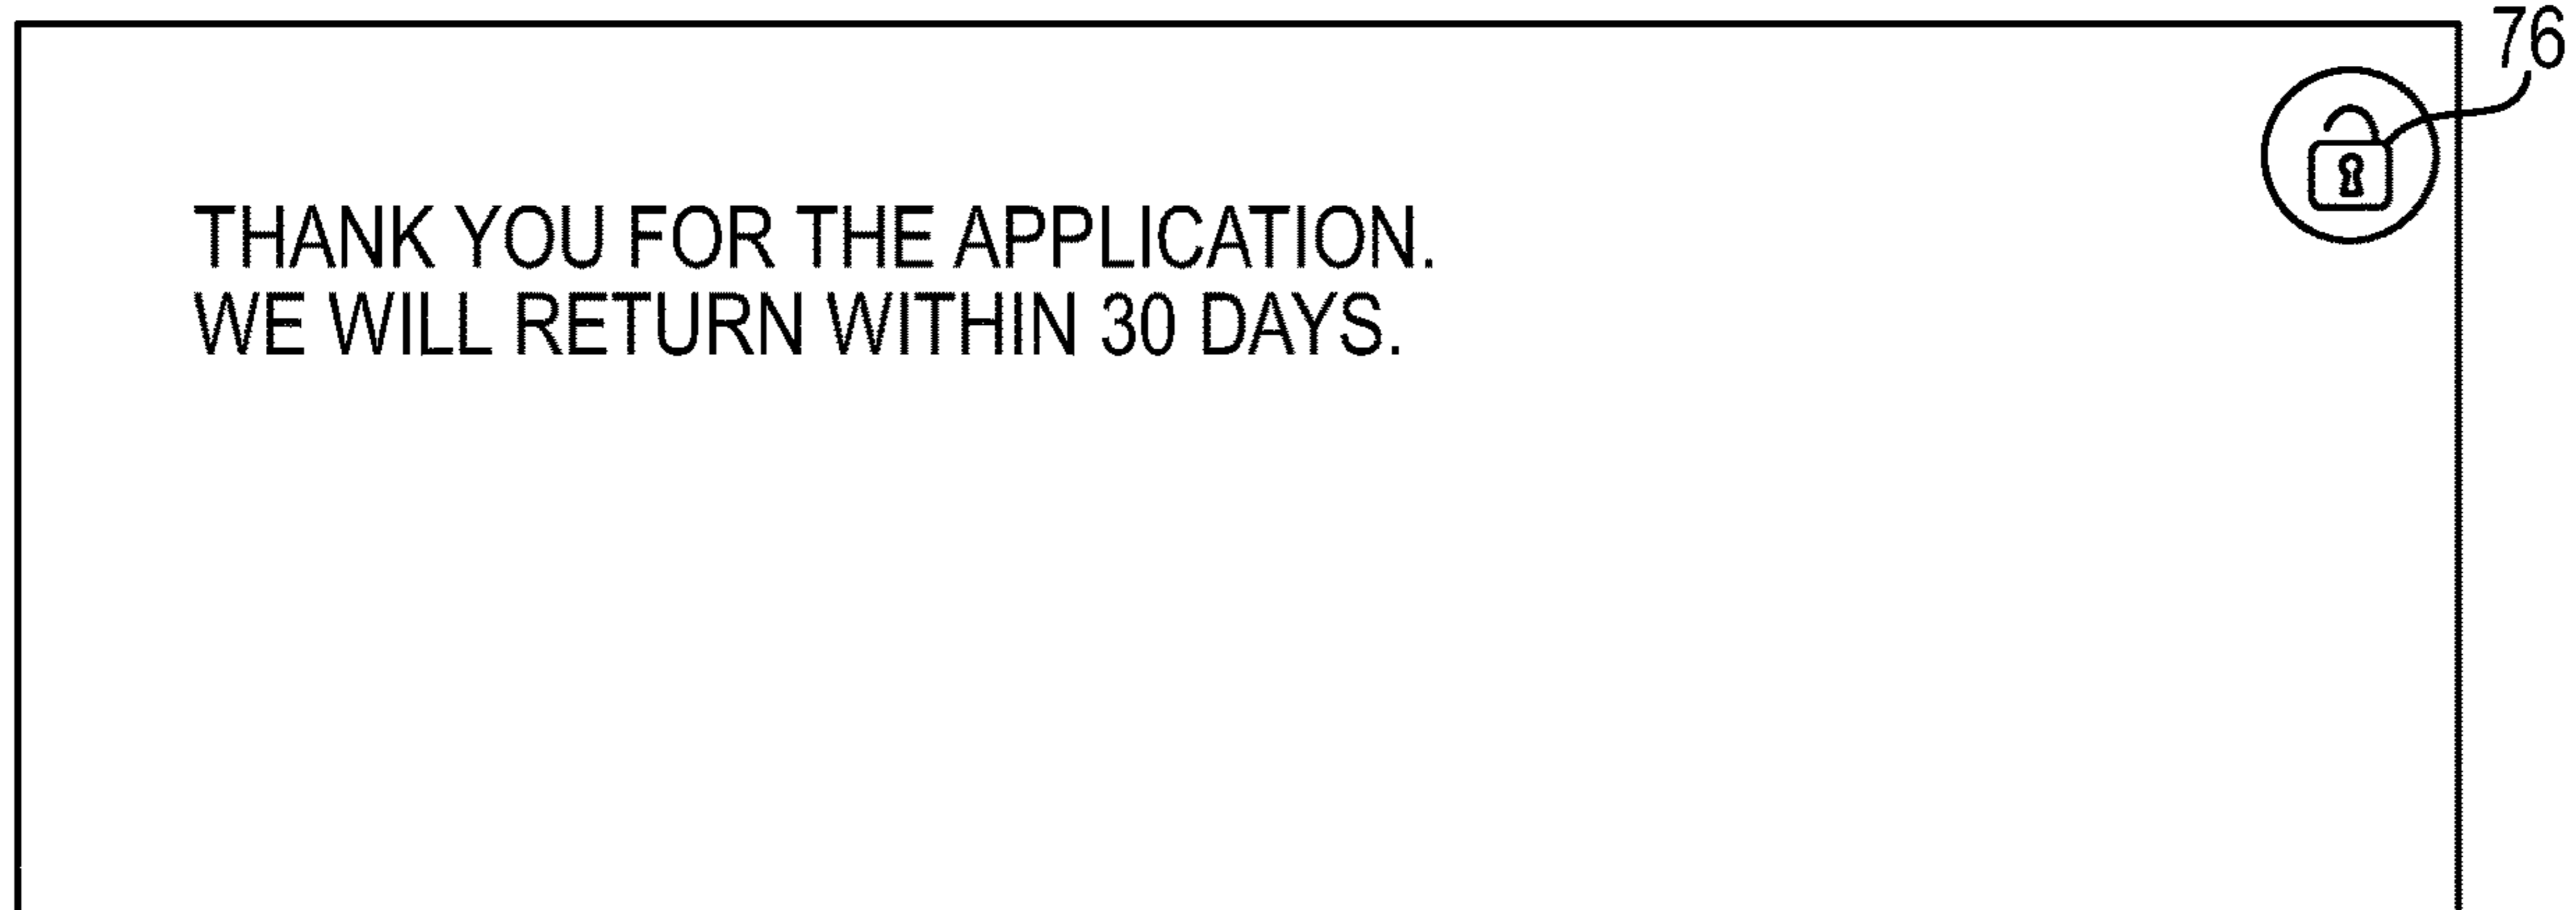 76
THANK YOU FOR THE APPLICATION.
WE WILL RETURN WITHIN 30 DAYS.